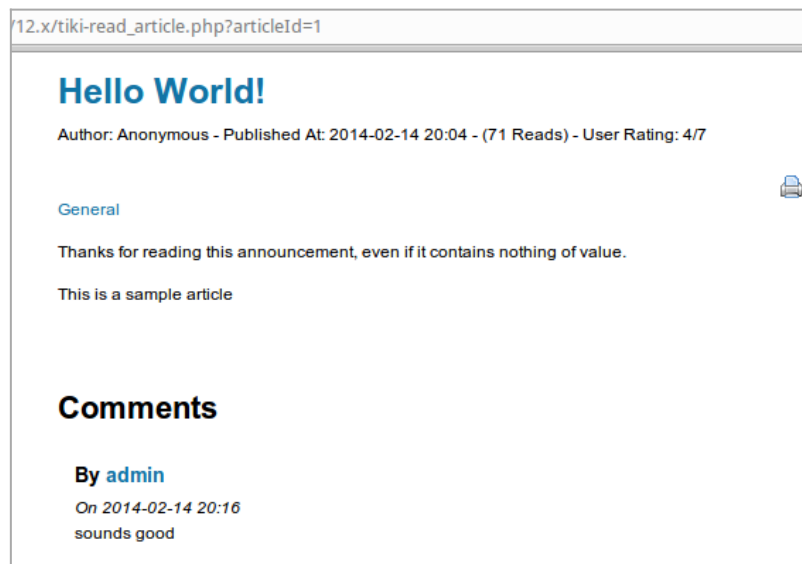 /12.x/tiki-read_article.php?articleId=1
Hello World!
Author: Anonymous - Published At: 2014-02-14 20:04 - (71 Reads) - User Rating: 4/7
General
Thanks for reading this announcement, even if it contains nothing of value.
This is a sample article
Comments
By admin
On 2014-02-14 20:16
sounds good